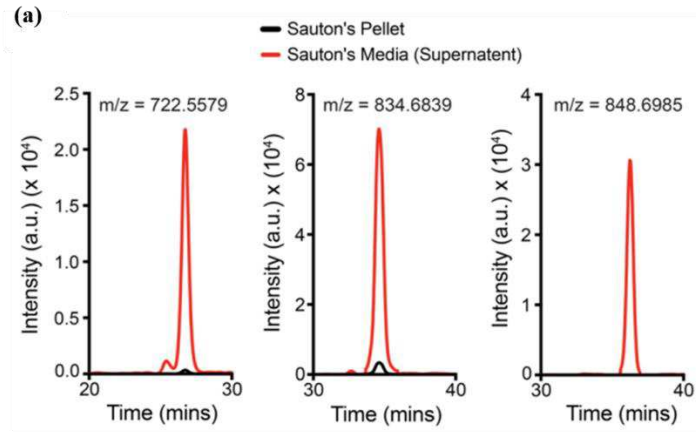 (a)
Sauton's Pellet
Sauton's Media (Supernatent)
m/z = 722.5579
Intensity (a.u.) (x 10⁴)
2.5
2.0
1.5
1.0
0.5
0.0
20
30
Time (mins)
m/z = 834.6839
Intensity (a.u.) x 10⁴)
8
6
4
2
0
30
40
Time (mins)
m/z = 848.6985
Intensity (a.u.) x 10⁴)
4
3
2
1
0
30
40
Time (mins)